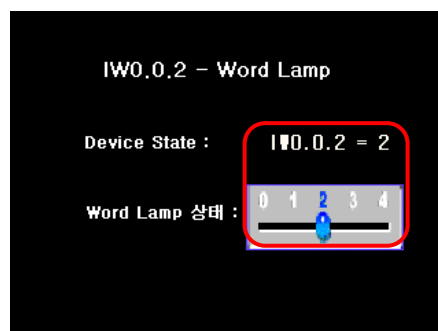 IW0.0.2 - Word Lamp
Device State : IW0.0.2 = 2
0 1 2 3 4
Word Lamp 상태 :